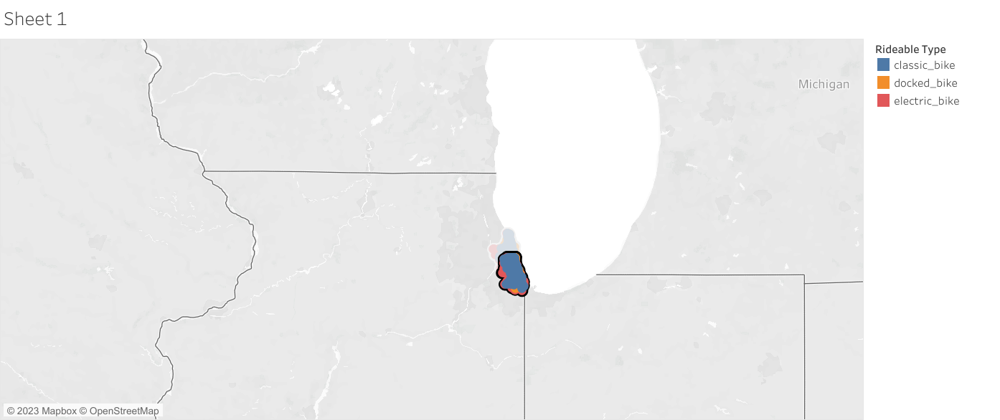 Sheet 1
Rideable Type
classic_bike
docked_bike
electric_bike
Michigan
© 2023 Mapbox © OpenStreetMap